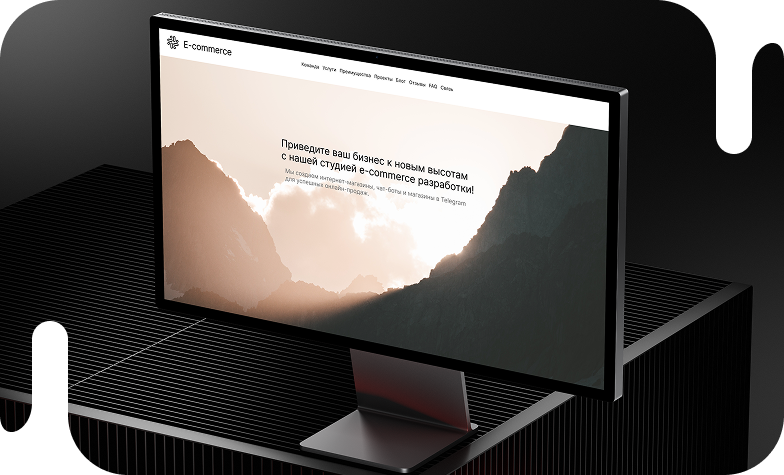 E-commerce
Команда Услуги Преимущества Проекты Блог Отзывы FAQ Связь
Приведите ваш бизнес к новым высотам
с нашей студией e-commerce разработки!
Мы создаем интернет-магазины, чат-боты и магазины в Telegram
для успешных онлайн-продаж.